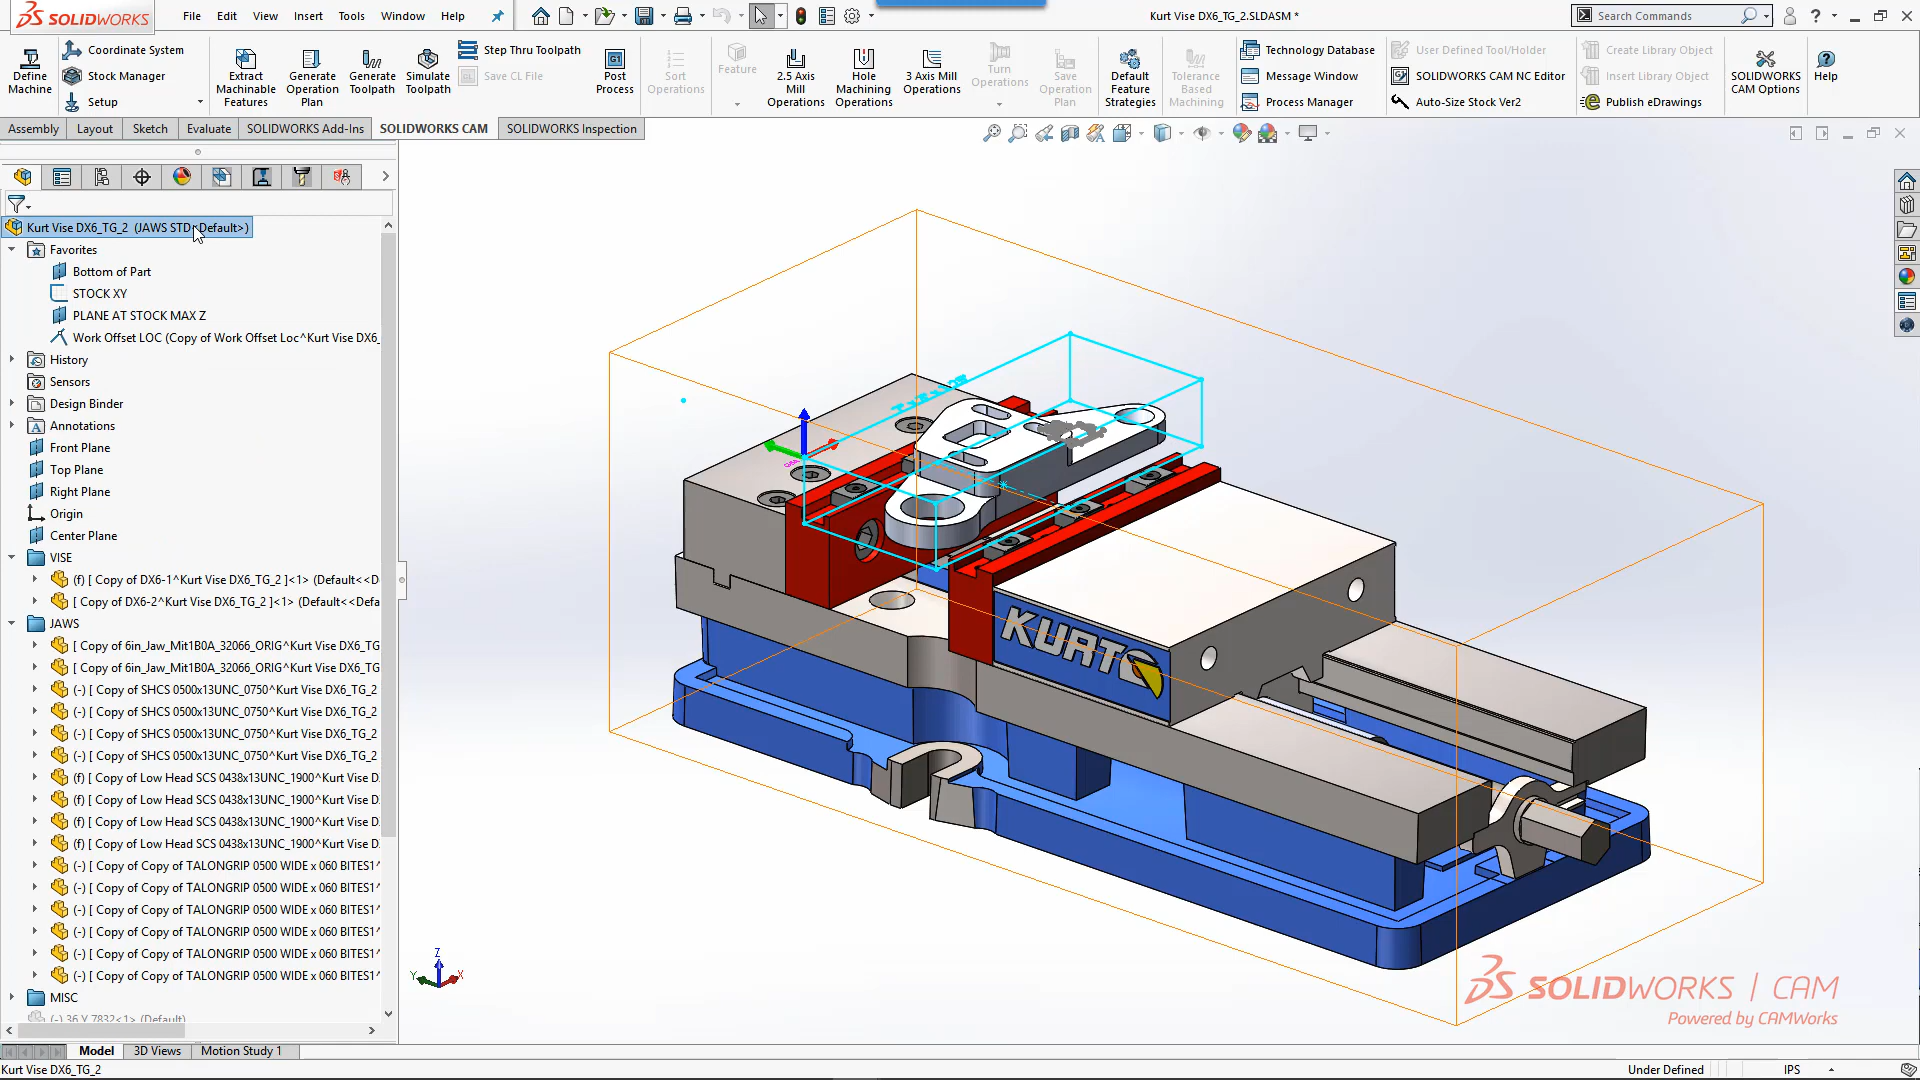 SOLIDWORKS
File Edit View Insert Tools Window Help
Kurt Vise DX6_TG_2.SLDASM *
Search Commands
Define Machine
Coordinate System
Stock Manager
Setup
Extract Machinable Features
Generate Operation Plan
Generate Toolpath
Simulate Toolpath
Step Thru Toolpath
Save CL File
G1
Post Process
Sort Operations
Feature
2.5 Axis Mill Operations
Hole Machining Operations
3 Axis Mill Operations
Turn Operations
Save Operation Plan
Default Feature Strategies
Tolerance Based Machining
Technology Database
Message Window
Process Manager
User Defined Tool/Holder
SOLIDWORKS CAM NC Editor
Auto-Size Stock Ver2
Create Library Object
Insert Library Object
Publish eDrawings
SOLIDWORKS CAM Options
Help
Assembly Layout Sketch Evaluate SOLIDWORKS Add-Ins SOLIDWORKS CAM SOLIDWORKS Inspection
Kurt Vise DX6_TG_2 (JAWS STD<Default>)
Favorites
Bottom of Part
STOCK XY
PLANE AT STOCK MAX Z
Work Offset LOC (Copy of Work Offset Loc^Kurt Vise DX6_
History
Sensors
Design Binder
Annotations
Front Plane
Top Plane
Right Plane
Origin
Center Plane
VISE
(f) [ Copy of DX6-1^Kurt Vise DX6_TG_2 ]<1> (Default<<D
[ Copy of DX6-2^Kurt Vise DX6_TG_2 ]<1> (Default<<Defa
JAWS
[ Copy of 6in_Jaw_Mit1B0A_32066_ORIG^Kurt Vise DX6_TG
[ Copy of 6in_Jaw_Mit1B0A_32066_ORIG^Kurt Vise DX6_TG
(-) [ Copy of SHCS 0500x13UNC_0750^Kurt Vise DX6_TG_2
(-) [ Copy of SHCS 0500x13UNC_0750^Kurt Vise DX6_TG_2
(-) [ Copy of SHCS 0500x13UNC_0750^Kurt Vise DX6_TG_2
(-) [ Copy of SHCS 0500x13UNC_0750^Kurt Vise DX6_TG_2
(f) [ Copy of Low Head SCS 0438x13UNC_1900^Kurt Vise D
(f) [ Copy of Low Head SCS 0438x13UNC_1900^Kurt Vise D
(f) [ Copy of Low Head SCS 0438x13UNC_1900^Kurt Vise D
(f) [ Copy of Low Head SCS 0438x13UNC_1900^Kurt Vise D
(-) [ Copy of Copy of TALONGRIP 0500 WIDE x 060 BITES1^
(-) [ Copy of Copy of TALONGRIP 0500 WIDE x 060 BITES1^
(-) [ Copy of Copy of TALONGRIP 0500 WIDE x 060 BITES1^
(-) [ Copy of Copy of TALONGRIP 0500 WIDE x 060 BITES1^
(-) [ Copy of Copy of TALONGRIP 0500 WIDE x 060 BITES1^
(-) [ Copy of Copy of TALONGRIP 0500 WIDE x 060 BITES1^
MISC
(-) 36 Y 7832<1> (Default)
KURT
Z
Y
X
SOLIDWORKS | CAM
Powered by CAMWorks
Model 3D Views Motion Study 1
Kurt Vise DX6_TG_2
Under Defined
IPS